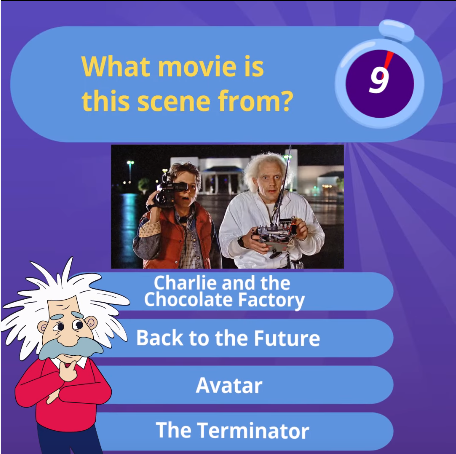 What movie is
this scene from?
9
Charlie and the
Chocolate Factory
Back to the Future
Avatar
The Terminator